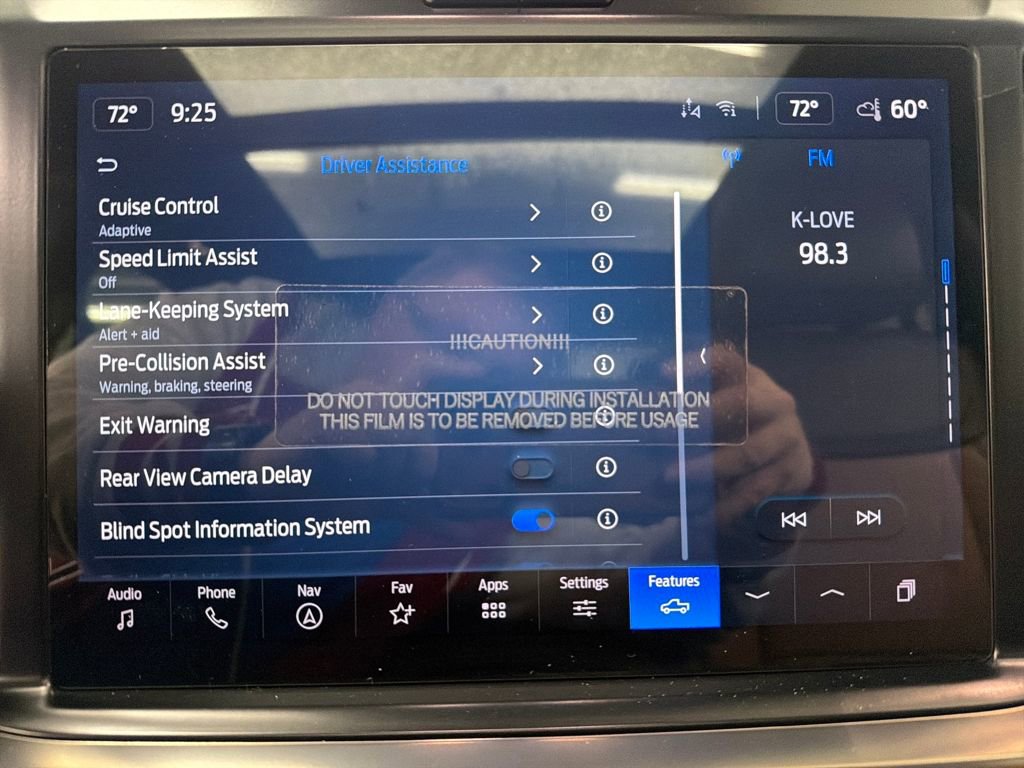 72° 9:25 72° 60°
Driver Assistance
FM
Cruise Control
Adaptive
K-LOVE
98.3
Speed Limit Assist
Off
Lane-Keeping System
Alert + aid
!!!CAUTION!!!
Pre-Collision Assist
Warning, braking, steering
DO NOT TOUCH DISPLAY DURING INSTALLATION
THIS FILM IS TO BE REMOVED BEFORE USAGE
Exit Warning
Rear View Camera Delay
Blind Spot Information System
Audio Phone Nav Fav Apps Settings Features